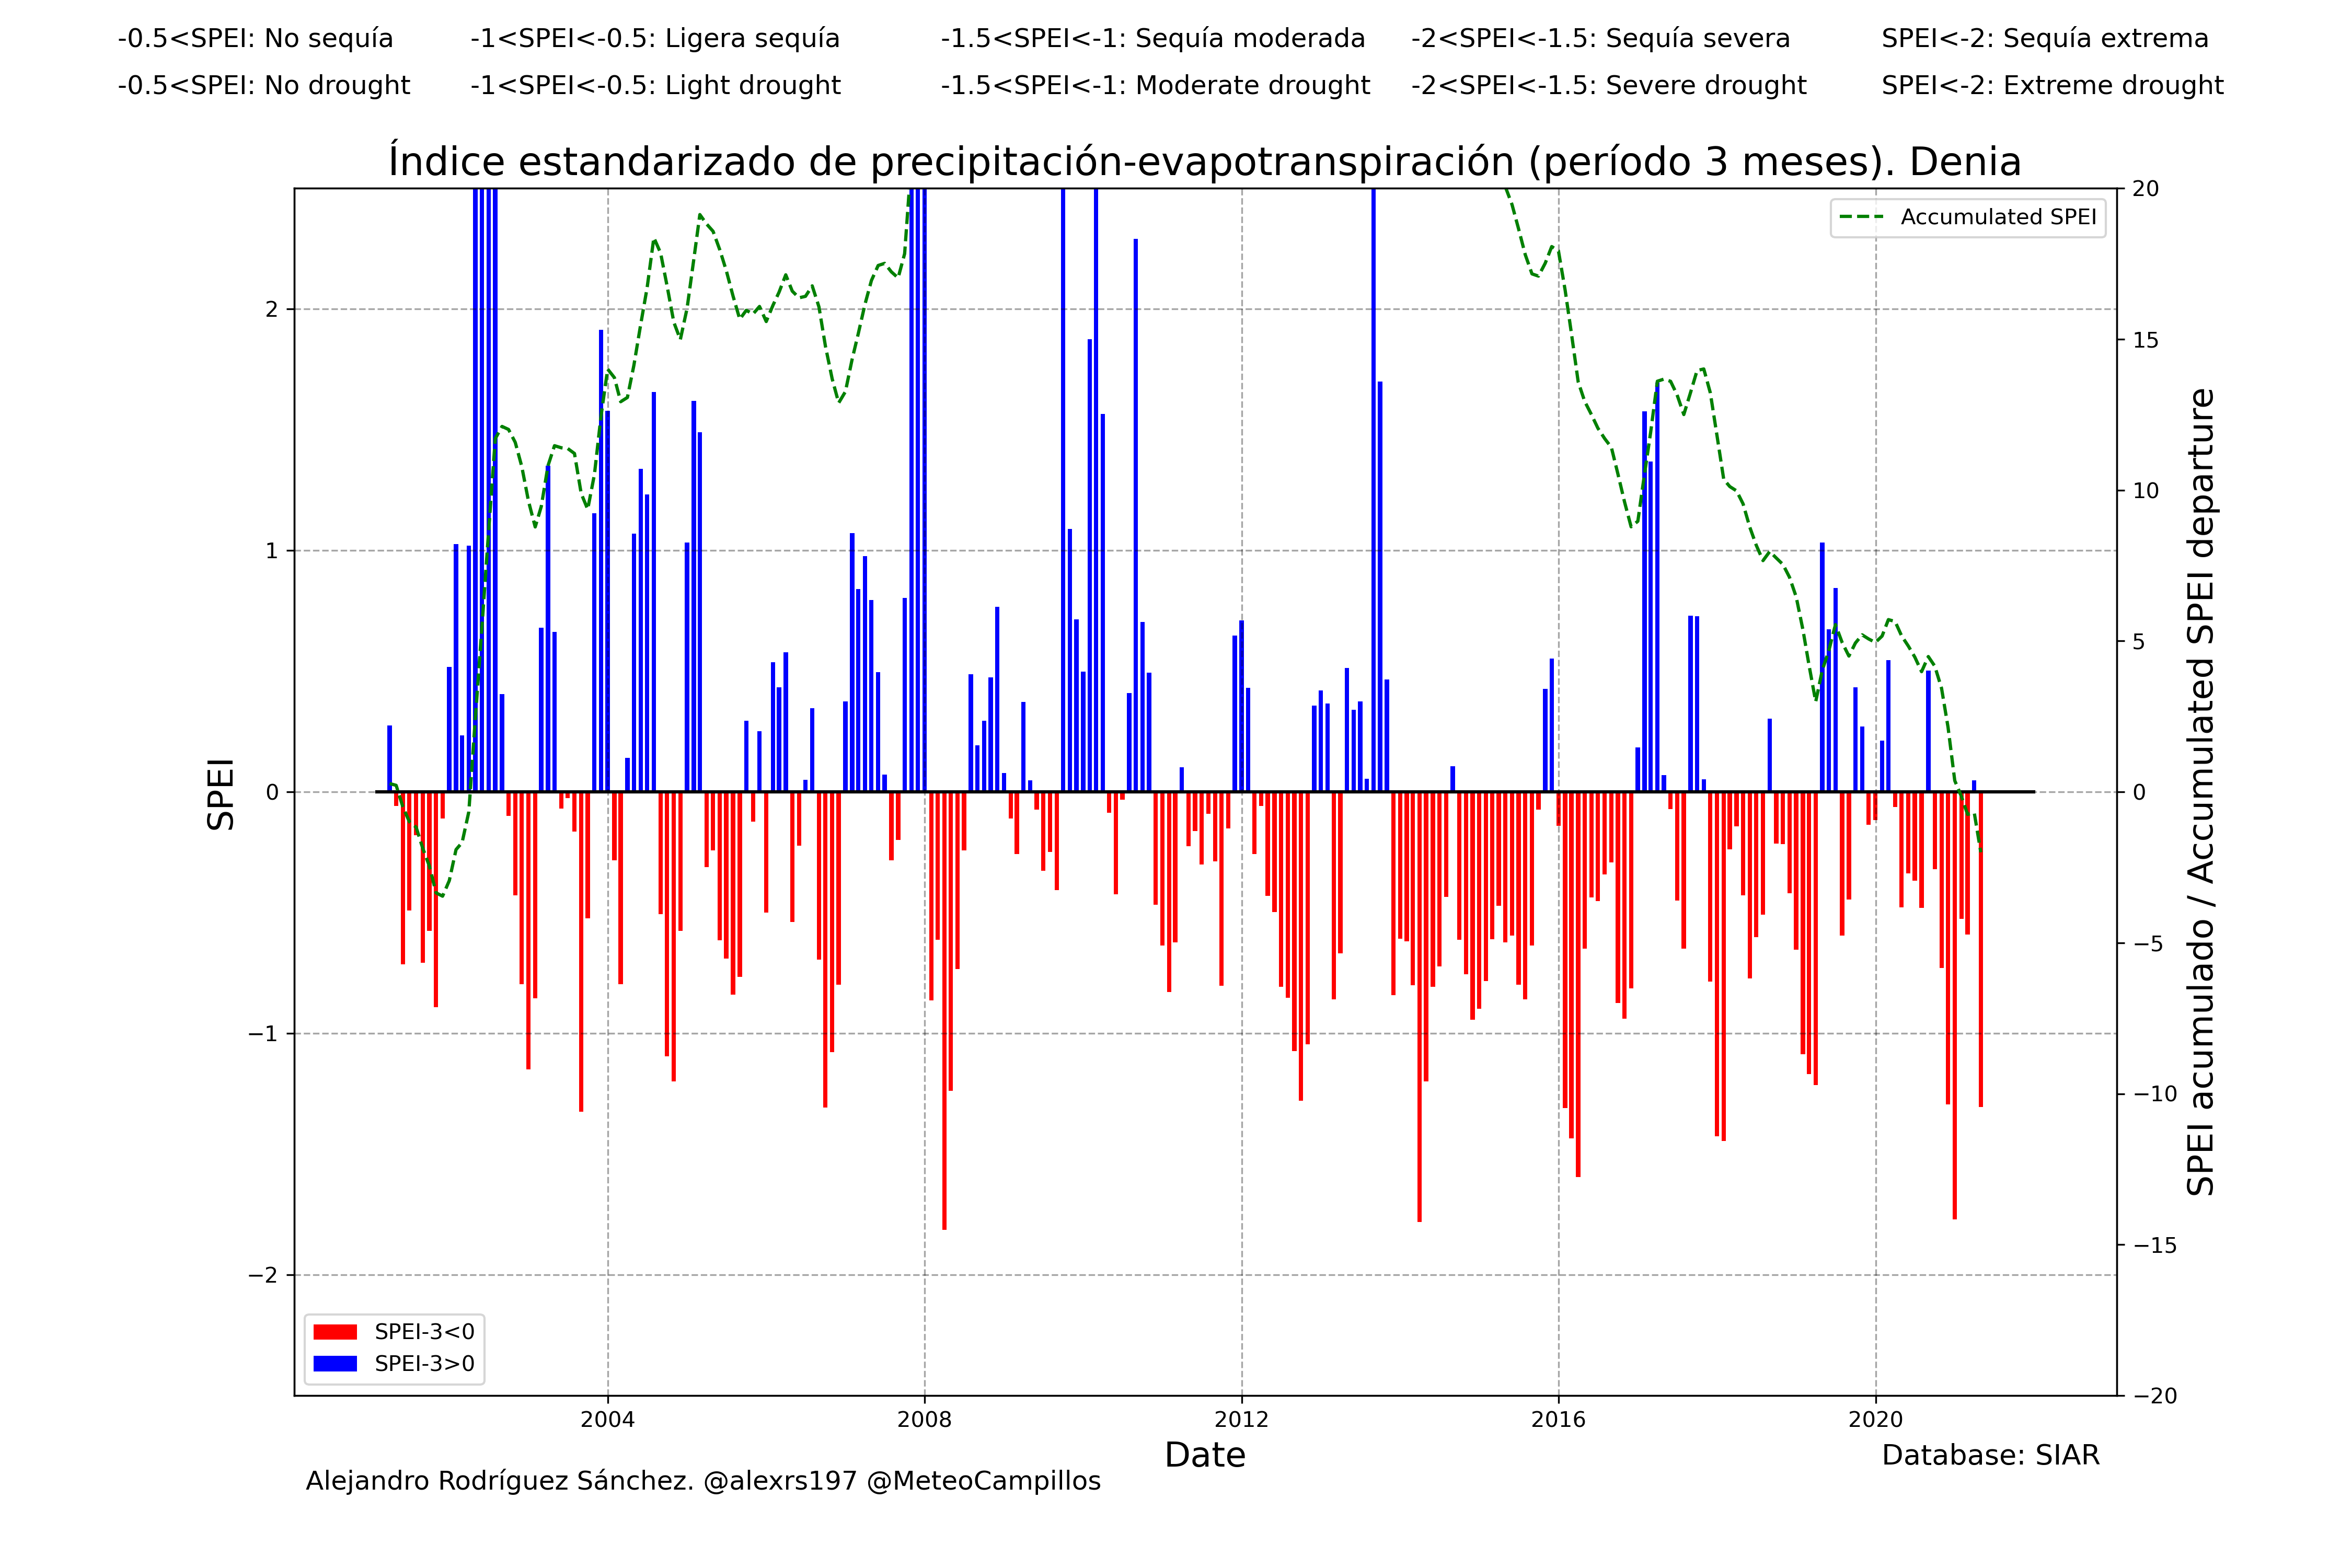 -0.5<SPEI: No sequía -1<SPEI<-0.5: Ligera sequía -1.5<SPEI<-1: Sequía moderada -2<SPEI<-1.5: Sequía severa SPEI<-2: Sequía extrema
-0.5<SPEI: No drought -1<SPEI<-0.5: Light drought -1.5<SPEI<-1: Moderate drought -2<SPEI<-1.5: Severe drought SPEI<-2: Extreme drought
Índice estandarizado de precipitación-evapotranspiración (período 3 meses). Denia
Accumulated SPEI
SPEI
2
1
0
−1
−2
20
15
10
5
0
−5
−10
−15
−20
SPEI acumulado / Accumulated SPEI departure
SPEI-3<0
SPEI-3>0
2004 2008 2012 2016 2020
Date
Database: SIAR
Alejandro Rodríguez Sánchez. @alexrs197 @MeteoCampillos